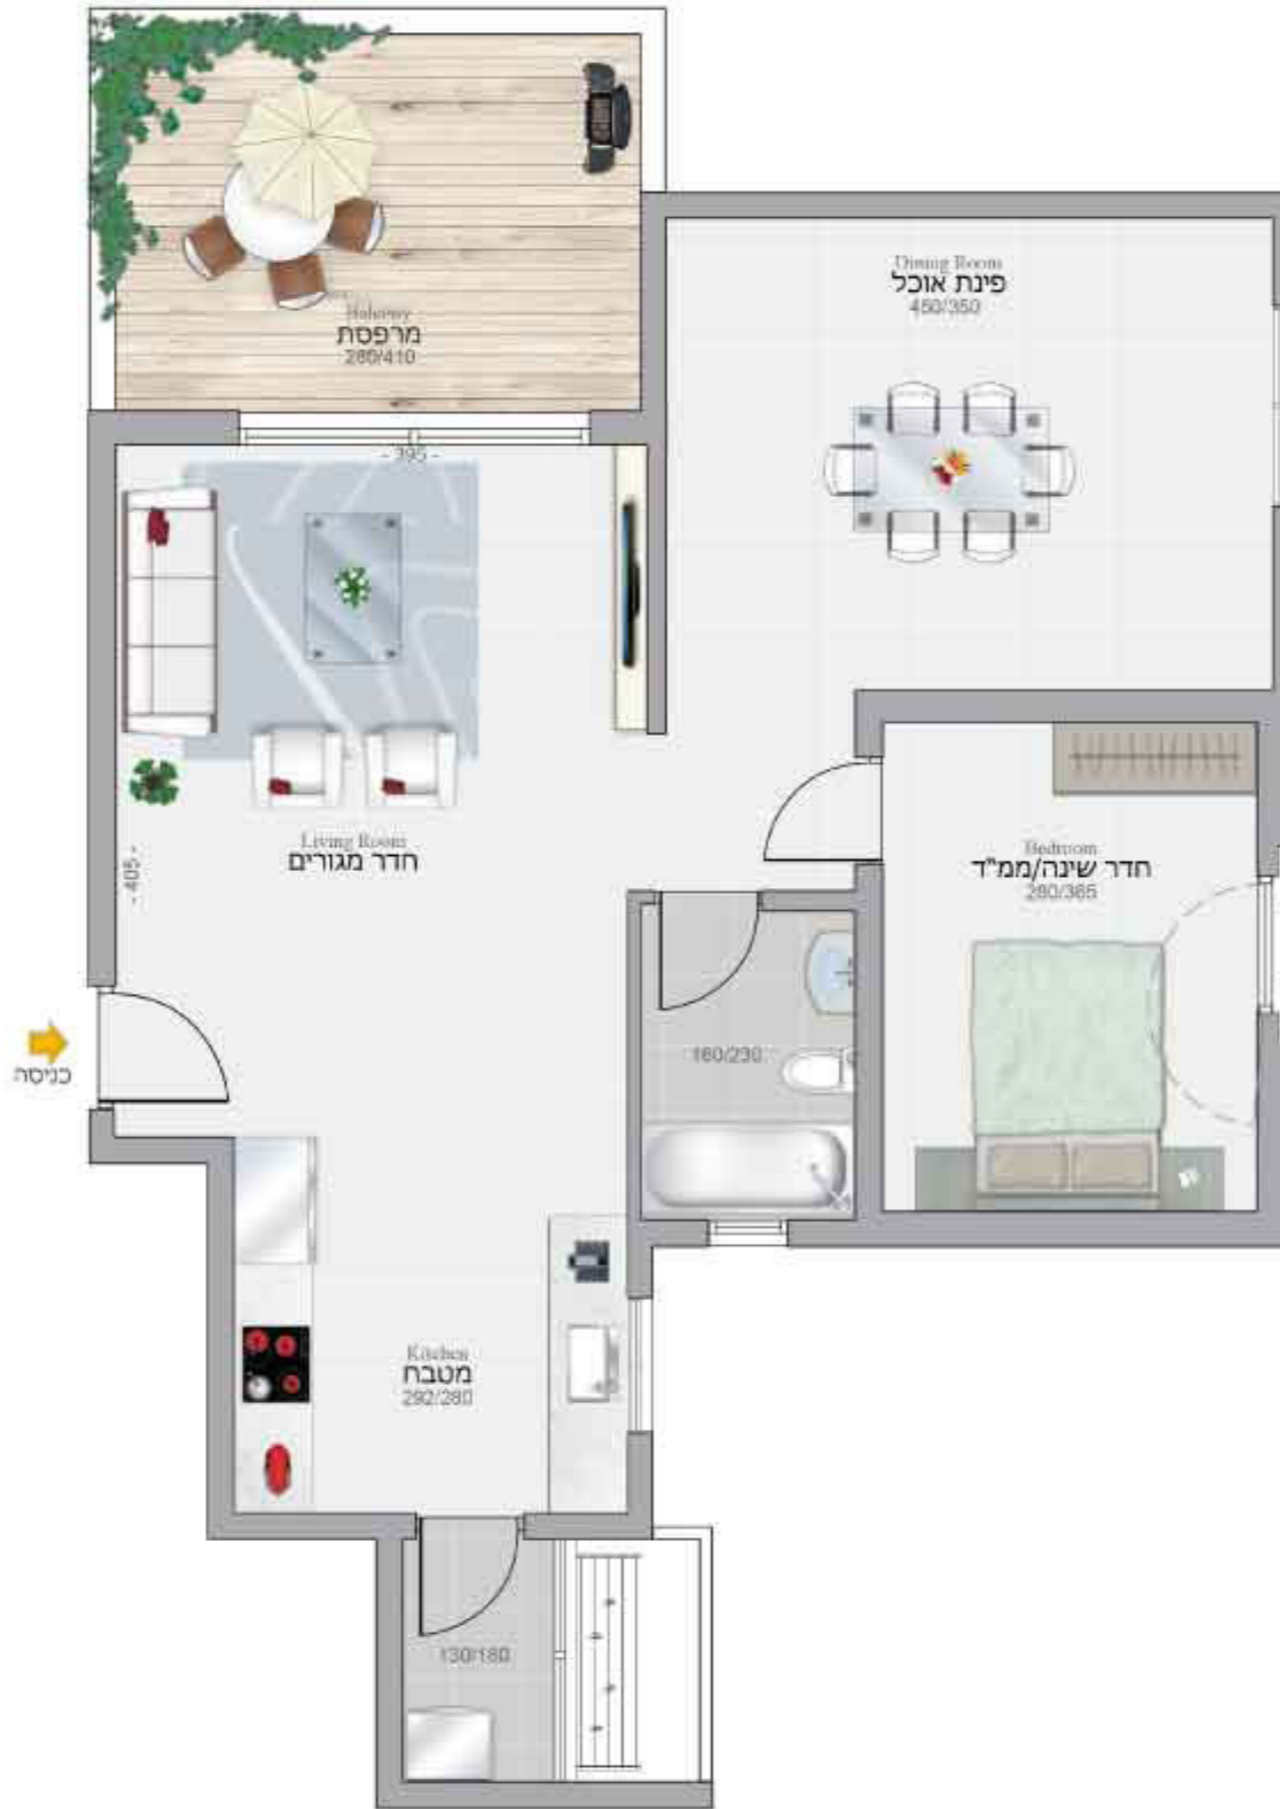 Balcony
מרפסת
280/410
Dining Room
פינת אוכל
450/350
- 395 -
Living Room
חדר מגורים
- 405 -
Bedroom
חדר שינה/ממ"ד
280/365
כניסה
160/230
Kitchen
מטבח
292/280
130/180